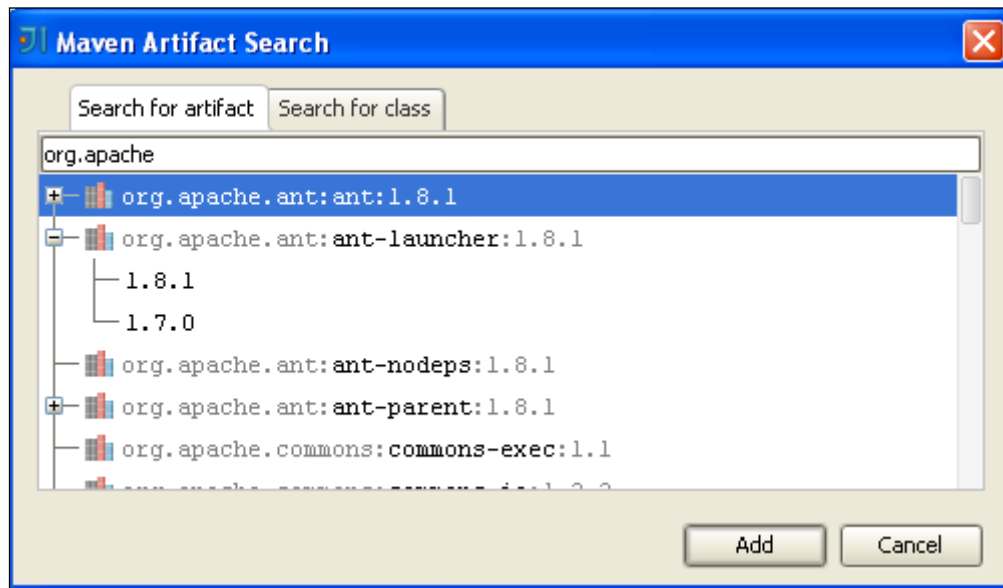 Maven Artifact Search
Search for artifact Search for class
org.apache
org.apache.ant:ant:1.8.1
org.apache.ant:ant-launcher:1.8.1
1.8.1
1.7.0
org.apache.ant:ant-nodeps:1.8.1
org.apache.ant:ant-parent:1.8.1
org.apache.commons:commons-exec:1.1
Add Cancel